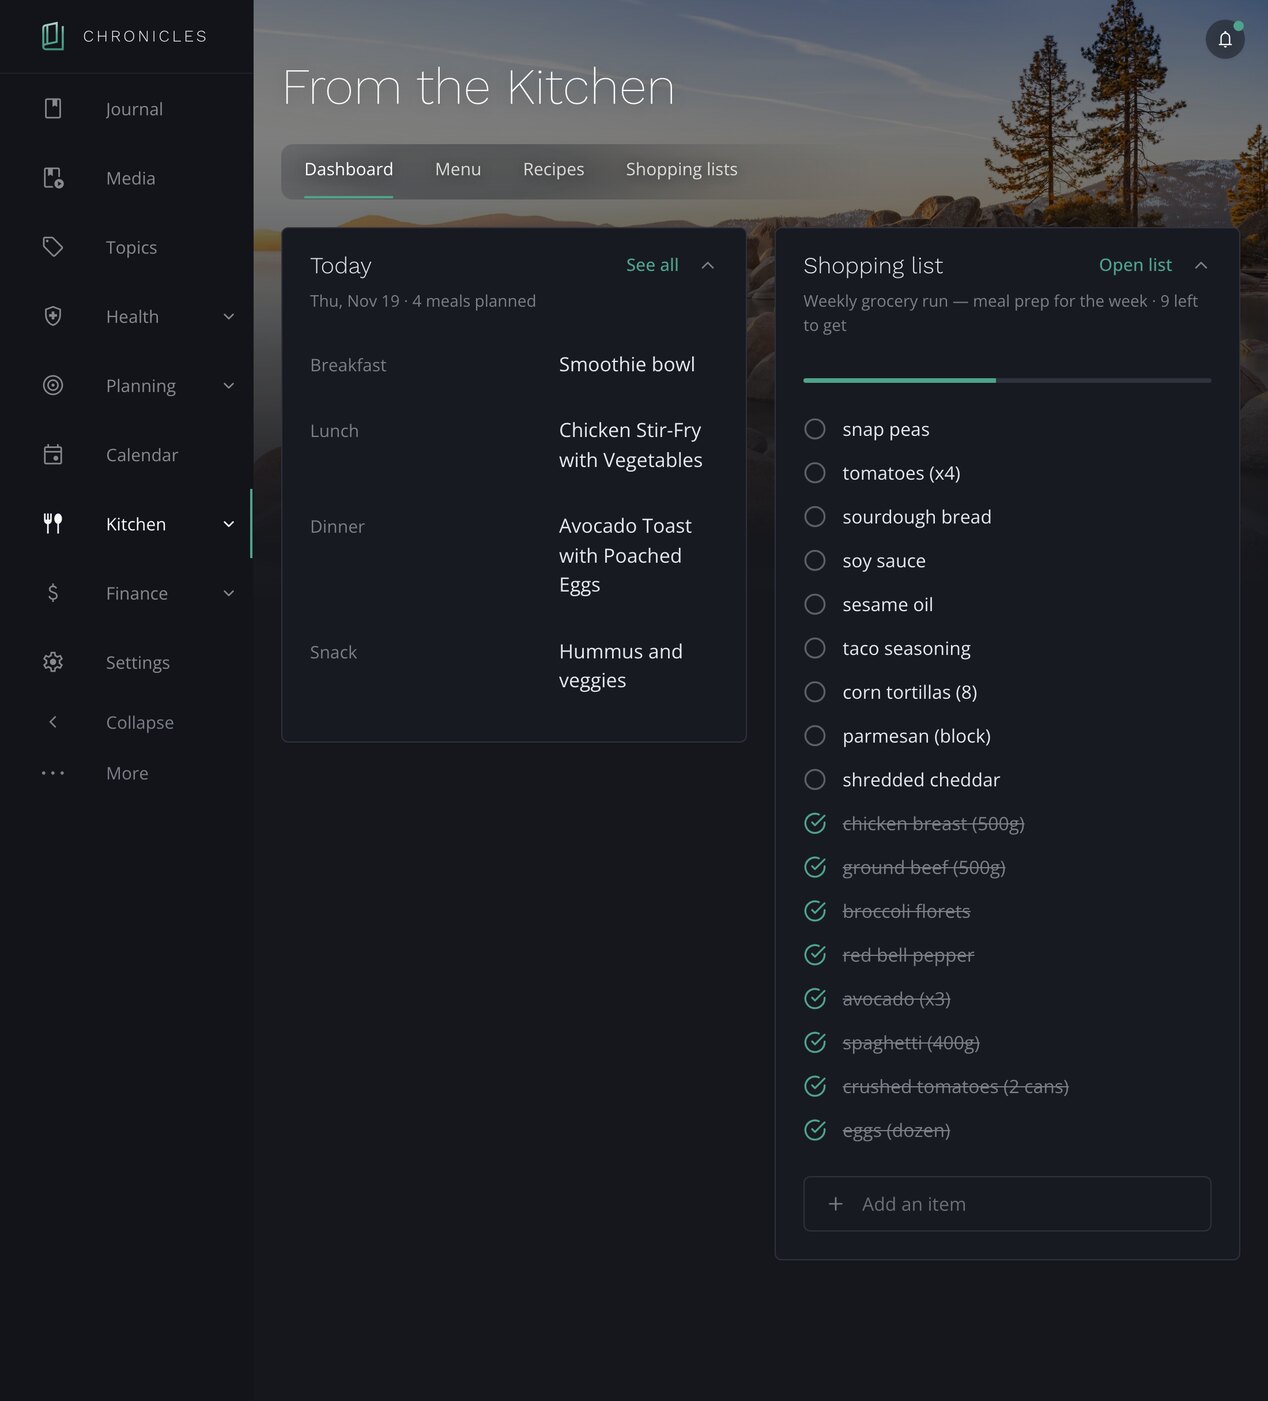 CHRONICLES
Journal
Media
Topics
Health
Planning
Calendar
Kitchen
Finance
Settings
Collapse
More
From the Kitchen
Dashboard Menu Recipes Shopping lists
Today See all
Thu, Nov 19 · 4 meals planned
Breakfast Smoothie bowl
Lunch Chicken Stir-Fry
with Vegetables
Dinner Avocado Toast
with Poached
Eggs
Snack Hummus and
veggies
Shopping list Open list
Weekly grocery run — meal prep for the week · 9 left
to get
snap peas
tomatoes (x4)
sourdough bread
soy sauce
sesame oil
taco seasoning
corn tortillas (8)
parmesan (block)
shredded cheddar
chicken breast (500g)
ground beef (500g)
broccoli florets
red bell pepper
avocado (x3)
spaghetti (400g)
crushed tomatoes (2 cans)
eggs (dozen)
+ Add an item